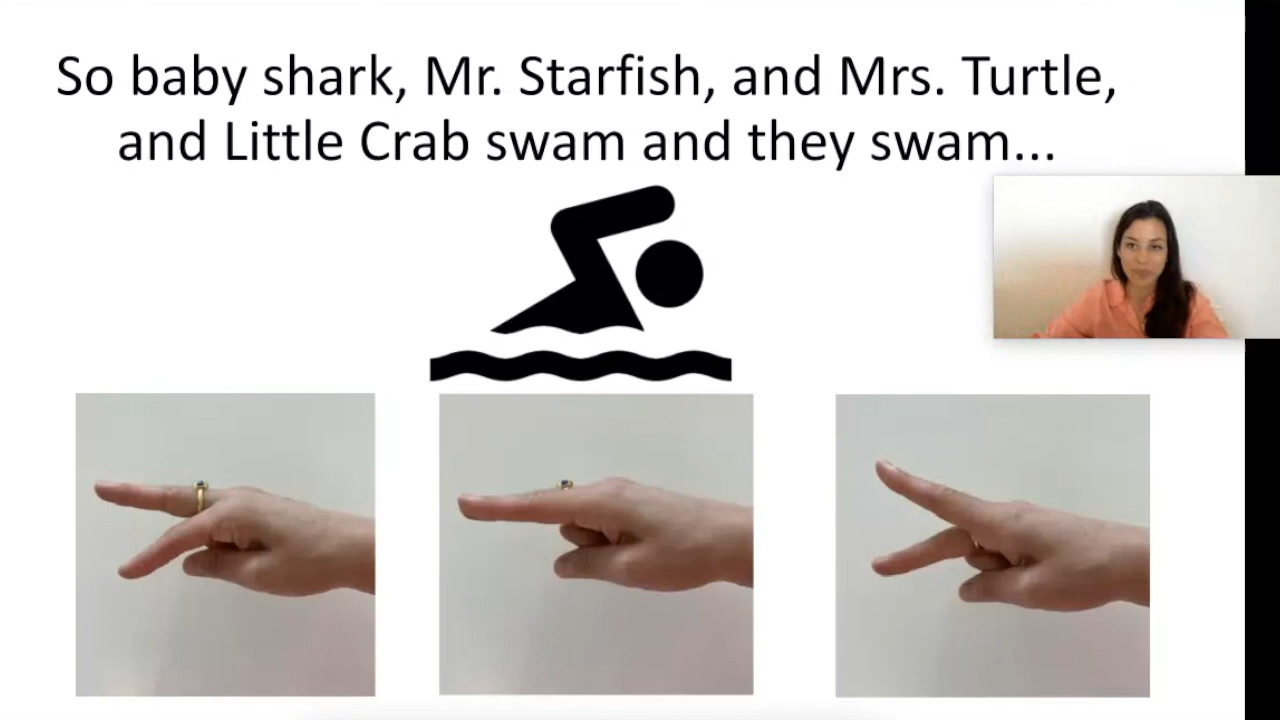 So baby shark, Mr. Starfish, and Mrs. Turtle,
and Little Crab swam and they swam...